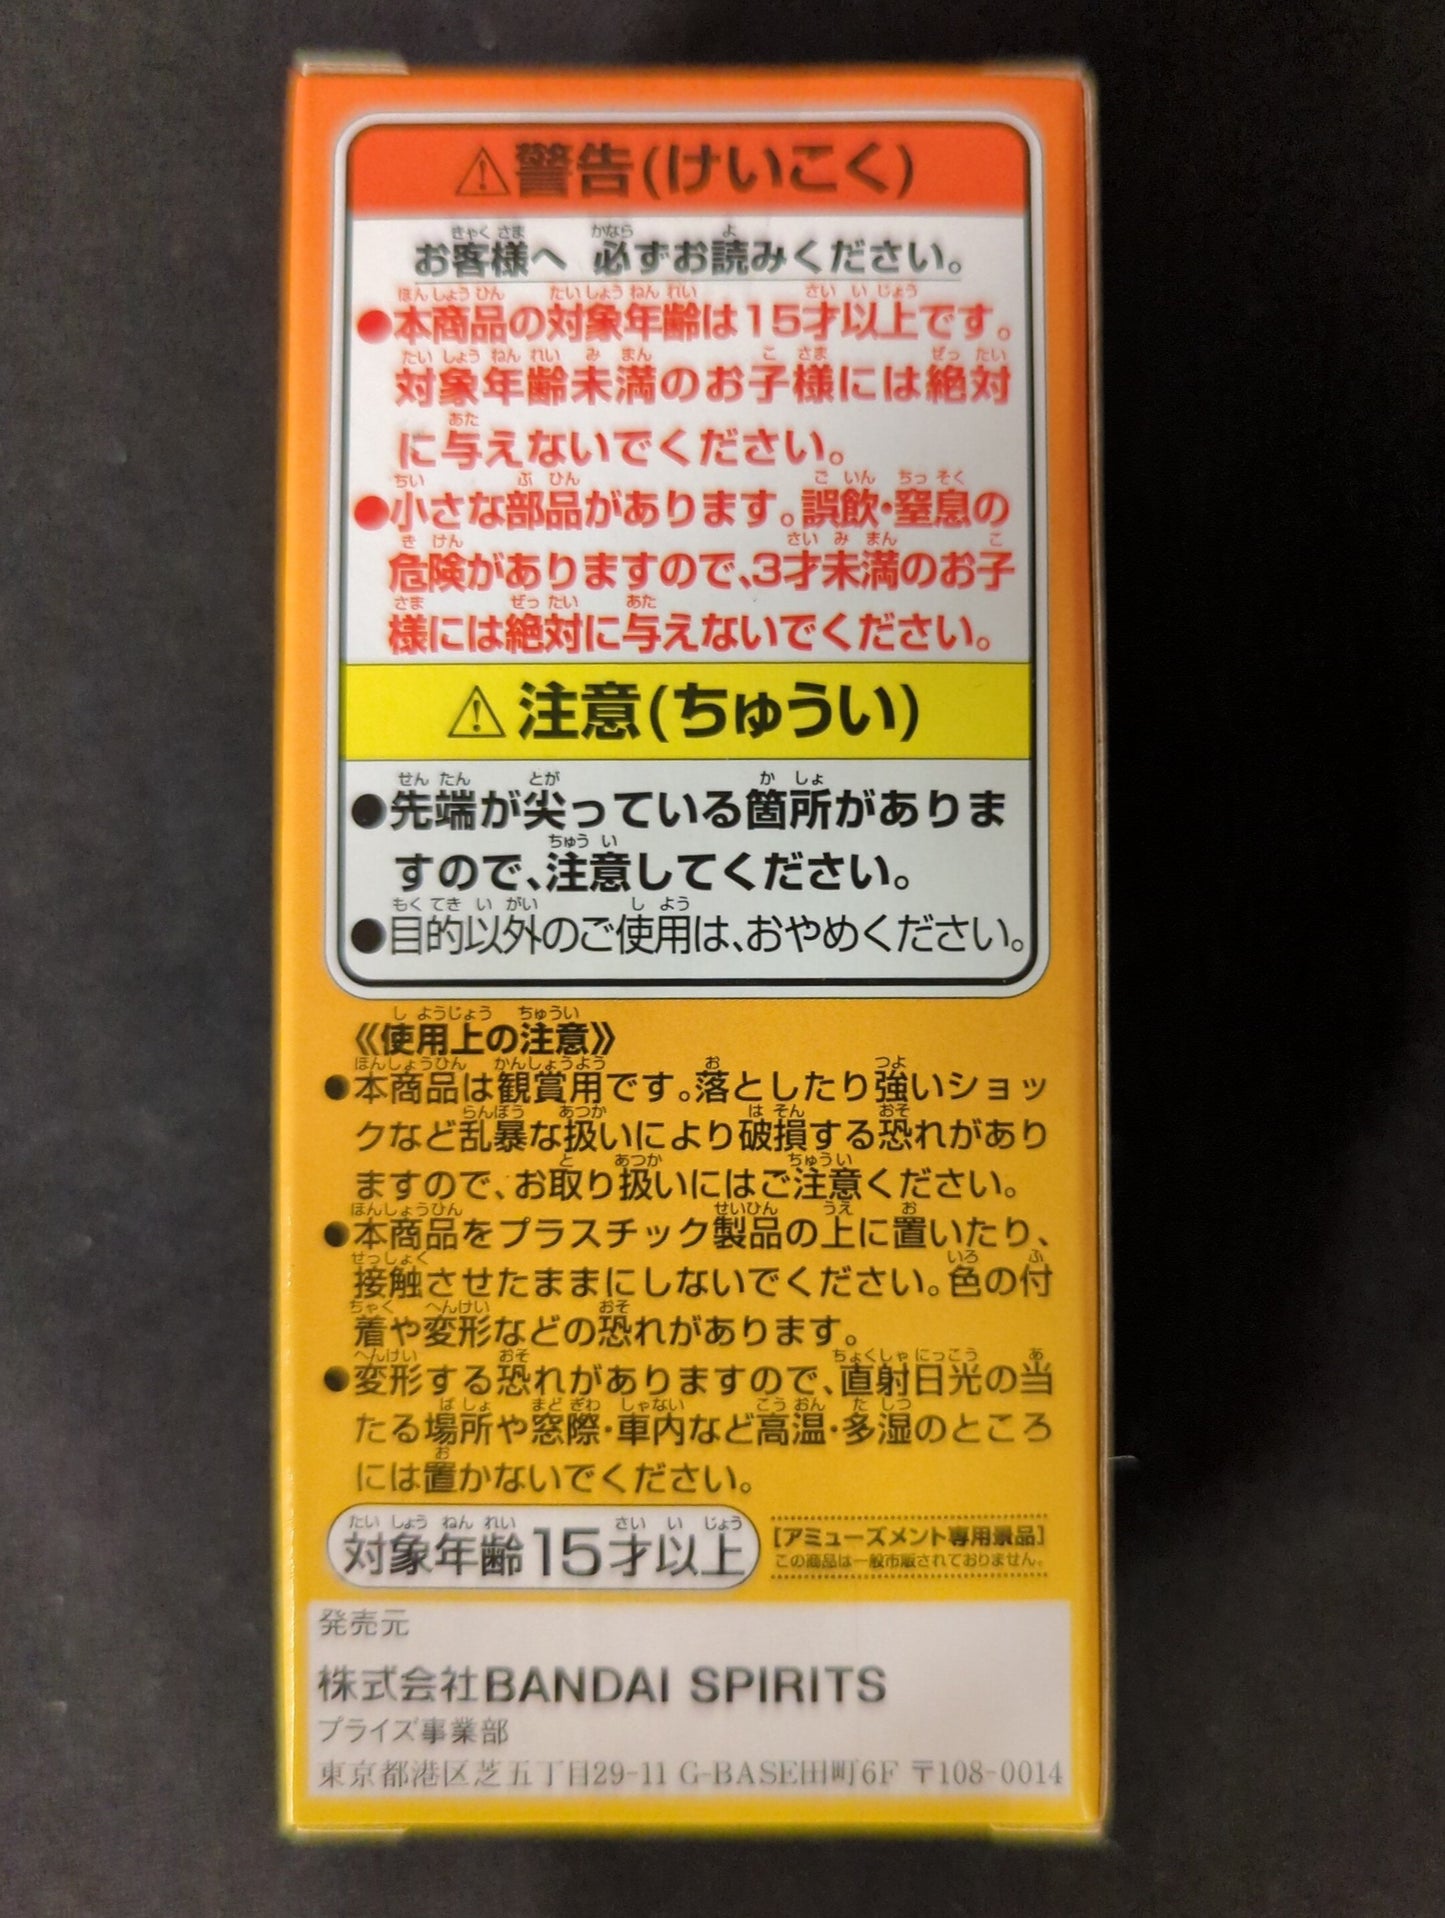 ⚠警告(けいこく)
お客様へ 必ずお読みください。
●本商品の対象年齢は15才以上です。
対象年齢未満のお子様には絶対
に与えないでください。
●小さな部品があります。誤飲・窒息の
危険がありますので、3才未満のお子
様には絶対に与えないでください。
⚠注意(ちゅうい)
●先端が尖っている箇所がありま
すので、注意してください。
●目的以外のご使用は、おやめください。
《使用上の注意》
●本商品は観賞用です。落としたり強いショッ
クなど乱暴な扱いにより破損する恐れがあり
ますので、お取り扱いにはご注意ください。
●本商品をプラスチック製品の上に置いたり、
接触させたままにしないでください。色の付
着や変形などの恐れがあります。
●変形する恐れがありますので、直射日光の当
たる場所や窓際・車内など高温・多湿のところ
には置かないでください。
対象年齢15才以上
[アミューズメント専用景品]
この商品は一般市販されておりません。
発売元
株式会社BANDAI SPIRITS
プライズ事業部
東京都港区芝五丁目29-11 G-BASE田町6F 〒108-0014